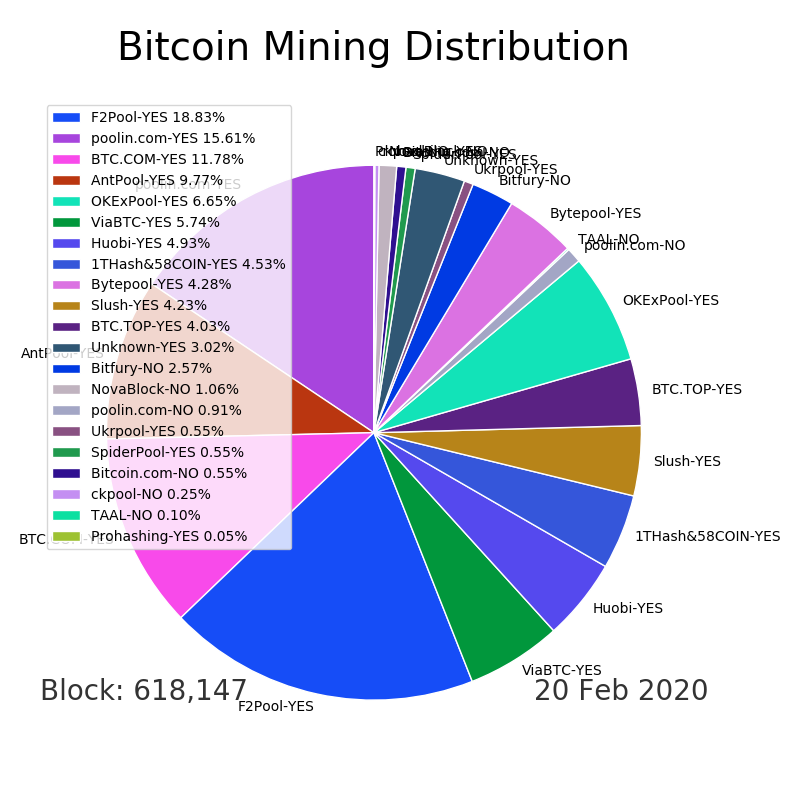 Bitcoin Mining Distribution
F2Pool-YES 18.83%
poolin.com-YES 15.61%
BTC.COM-YES 11.78%
AntPool-YES 9.77%
OKExPool-YES 6.65%
ViaBTC-YES 5.74%
Huobi-YES 4.93%
1THash&58COIN-YES 4.53%
Bytepool-YES 4.28%
Slush-YES 4.23%
BTC.TOP-YES 4.03%
Unknown-YES 3.02%
Bitfury-NO 2.57%
NovaBlock-NO 1.06%
poolin.com-NO 0.91%
Ukrpool-YES 0.55%
SpiderPool-YES 0.55%
Bitcoin.com-NO 0.55%
ckpool-NO 0.25%
TAAL-NO 0.10%
Prohashing-YES 0.05%
Unknown-YES
Ukrpool-YES
Bitfury-NO
Bytepool-YES
TAAL-NO
poolin.com-NO
OKExPool-YES
BTC.TOP-YES
Slush-YES
1THash&58COIN-YES
Huobi-YES
ViaBTC-YES
F2Pool-YES
BTC.COM-YES
AntPool-YES
poolin.com-YES
Block: 618,147
20 Feb 2020